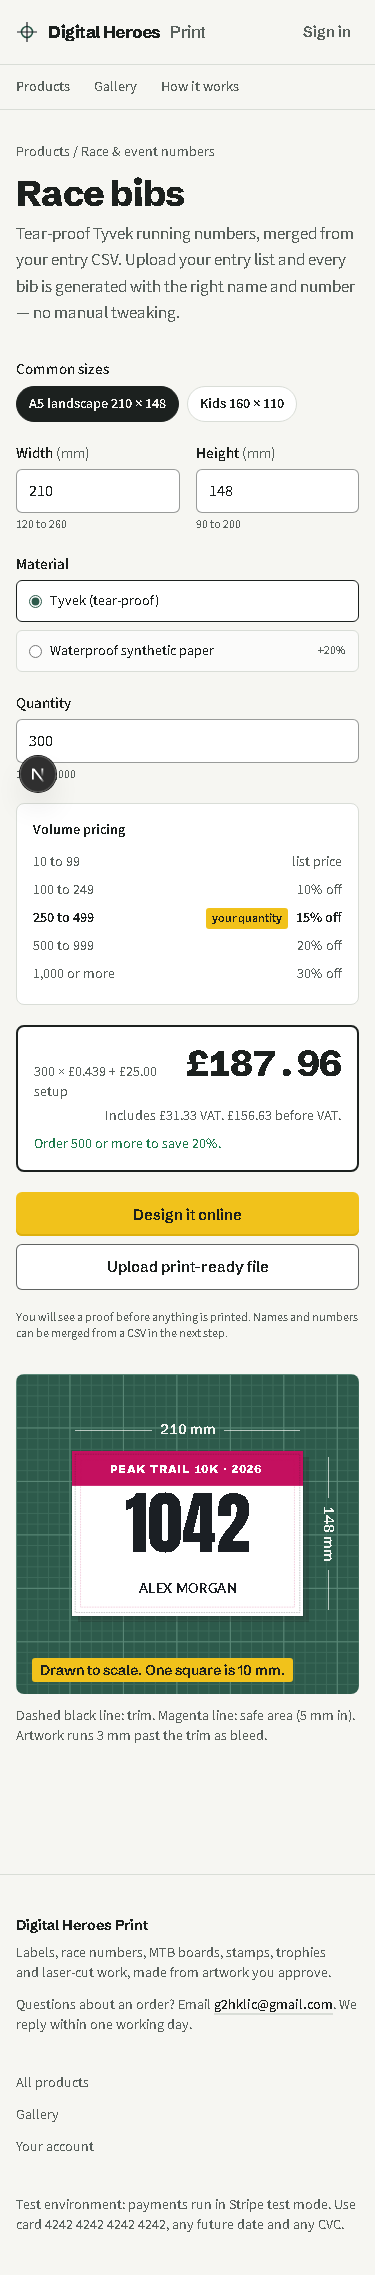 Digital Heroes Print
Sign in
Products Gallery How it works
Products / Race & event numbers
Race bibs
Tear-proof Tyvek running numbers, merged from
your entry CSV. Upload your entry list and every
bib is generated with the right name and number
— no manual tweaking.
Common sizes
A5 landscape 210 × 148
Kids 160 × 110
Width (mm)
Height (mm)
210
148
120 to 260
90 to 200
Material
Tyvek (tear-proof)
Waterproof synthetic paper +20%
Quantity
300
N
000
Volume pricing
10 to 99 list price
100 to 249 10% off
250 to 499 your quantity 15% off
500 to 999 20% off
1,000 or more 30% off
300 × £0.439 + £25.00
setup
£187.96
Includes £31.33 VAT. £156.63 before VAT.
Order 500 or more to save 20%.
Design it online
Upload print-ready file
You will see a proof before anything is printed. Names and numbers
can be merged from a CSV in the next step.
210 mm
PEAK TRAIL 10K · 2026
1042
ALEX MORGAN
148 mm
Drawn to scale. One square is 10 mm.
Dashed black line: trim. Magenta line: safe area (5 mm in).
Artwork runs 3 mm past the trim as bleed.
Digital Heroes Print
Labels, race numbers, MTB boards, stamps, trophies
and laser-cut work, made from artwork you approve.
Questions about an order? Email g2hklic@gmail.com. We
reply within one working day.
All products
Gallery
Your account
Test environment: payments run in Stripe test mode. Use
card 4242 4242 4242 4242, any future date and any CVC.